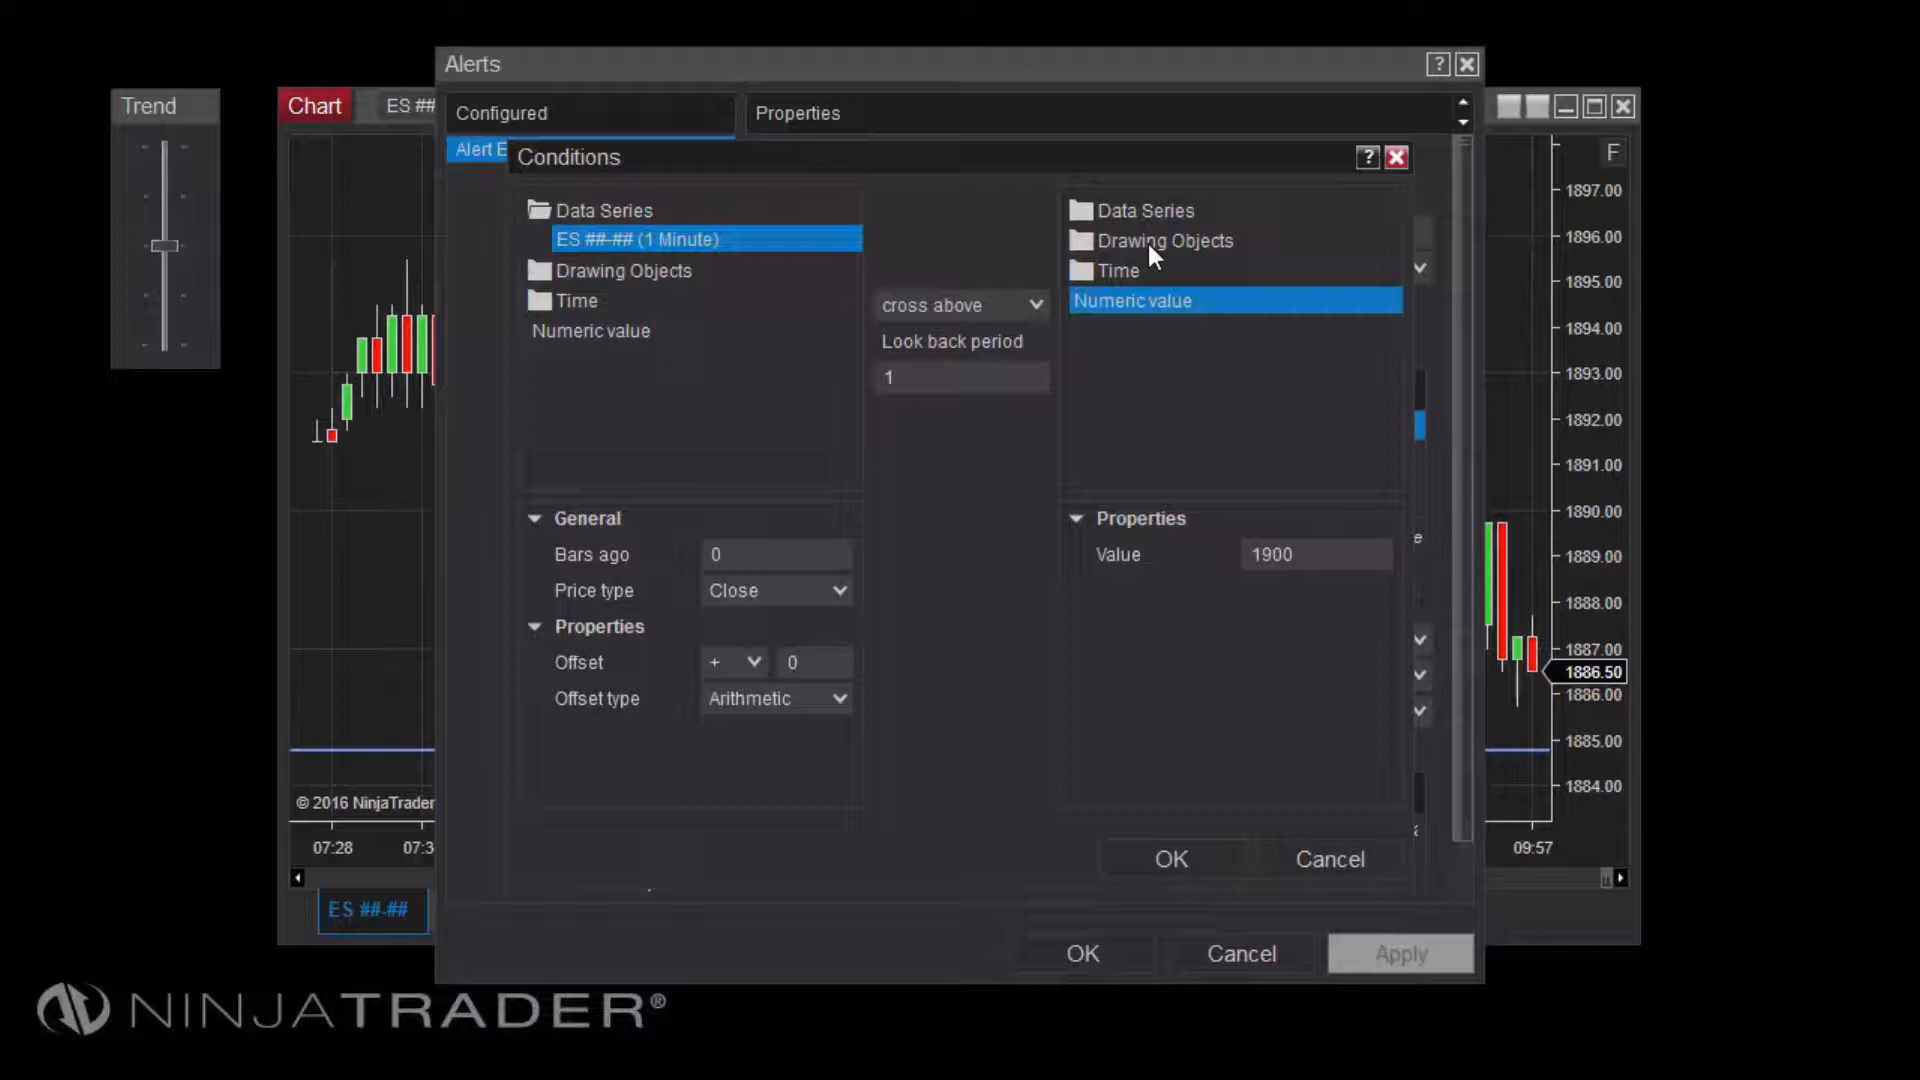 Alerts
?
Trend
Chart
ES ##
Configured
Properties
F
Alert E
Conditions
?
1897.00
1896.00
1895.00
1894.00
1893.00
1892.00
1891.00
1890.00
1889.00
1888.00
1887.00
1886.50
1886.00
1885.00
1884.00
Data Series
ES ##-## (1 Minute)
Drawing Objects
Time
Numeric value
cross above
Look back period
1
Data Series
Drawing Objects
Time
Numeric value
General
Bars ago
0
Price type
Close
Properties
Offset
+
0
Offset type
Arithmetic
Properties
Value
1900
e
© 2016 NinjaTrader
07:28
07:3
09:57
OK
Cancel
ES ##-##
OK
Cancel
Apply
NINJATRADER®